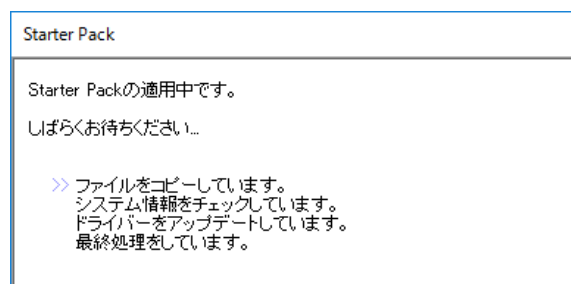 Starter Pack
Starter Packの適用中です。
しばらくお待ちください...
>> ファイルをコピーしています。
システム情報をチェックしています。
ドライバーをアップデートしています。
最終処理をしています。